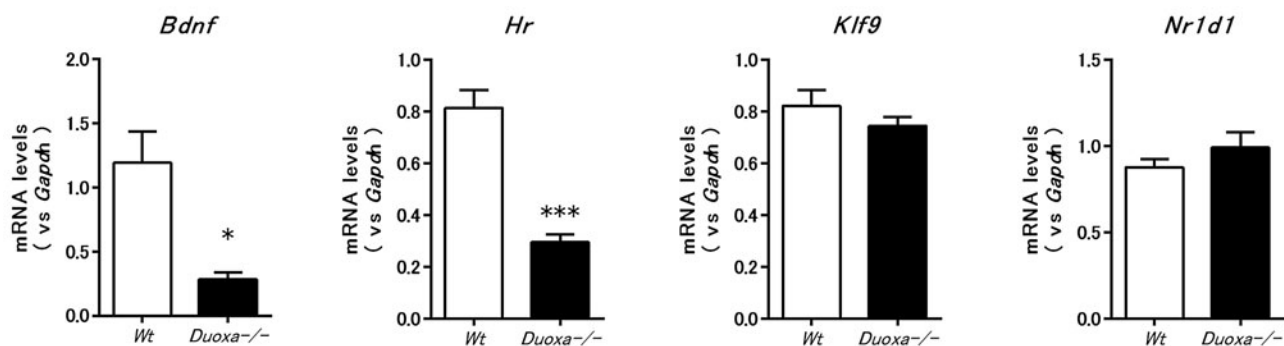 Bdnf
mRNA levels
( vs Gapdh )
2.0
1.5
1.0
0.5
0.0
*
Wt
Duoxa-/-
Hr
mRNA levels
( vs Gapdh )
1.0
0.8
0.6
0.4
0.2
0.0
***
Wt
Duoxa-/-
Klf9
mRNA levels
( vs Gapdh )
1.0
0.8
0.6
0.4
0.2
0.0
Wt
Duoxa-/-
Nr1d1
mRNA levels
( vs Gapdh )
1.5
1.0
0.5
0.0
Wt
Duoxa-/-